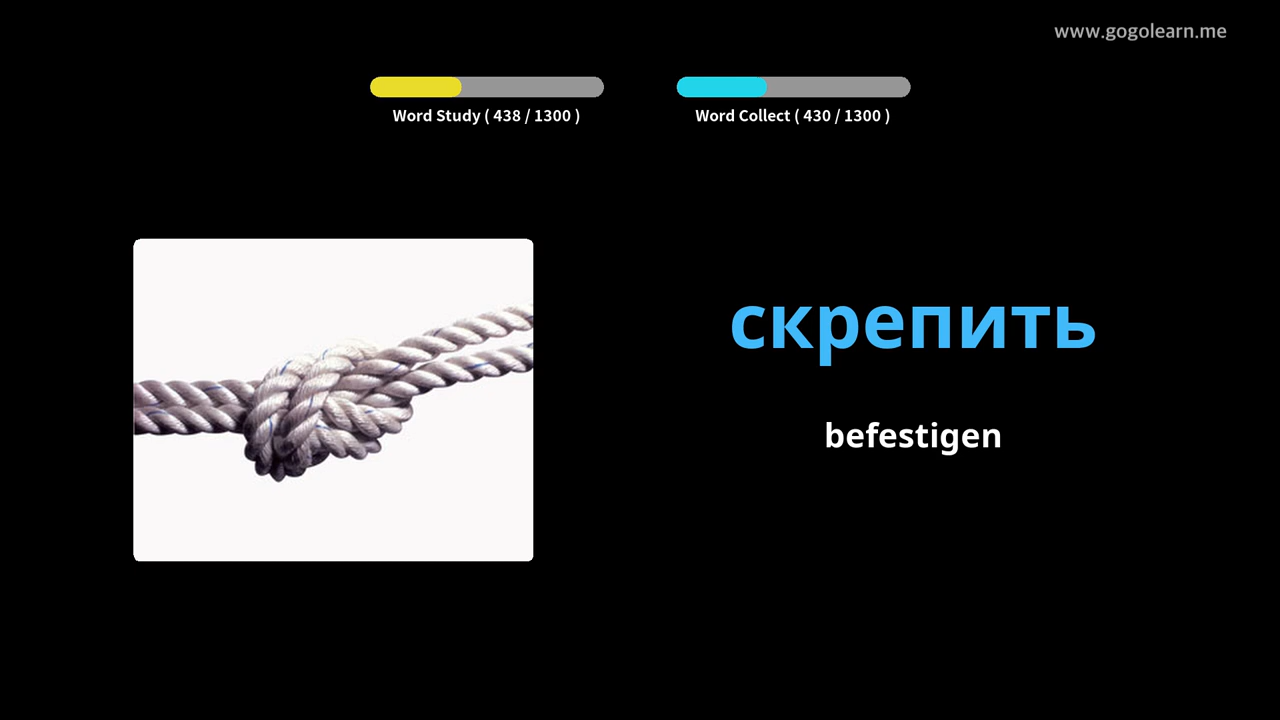 www.gogolearn.me
Word Study ( 438 / 1300 )
Word Collect ( 430 / 1300 )
скрепить
befestigen